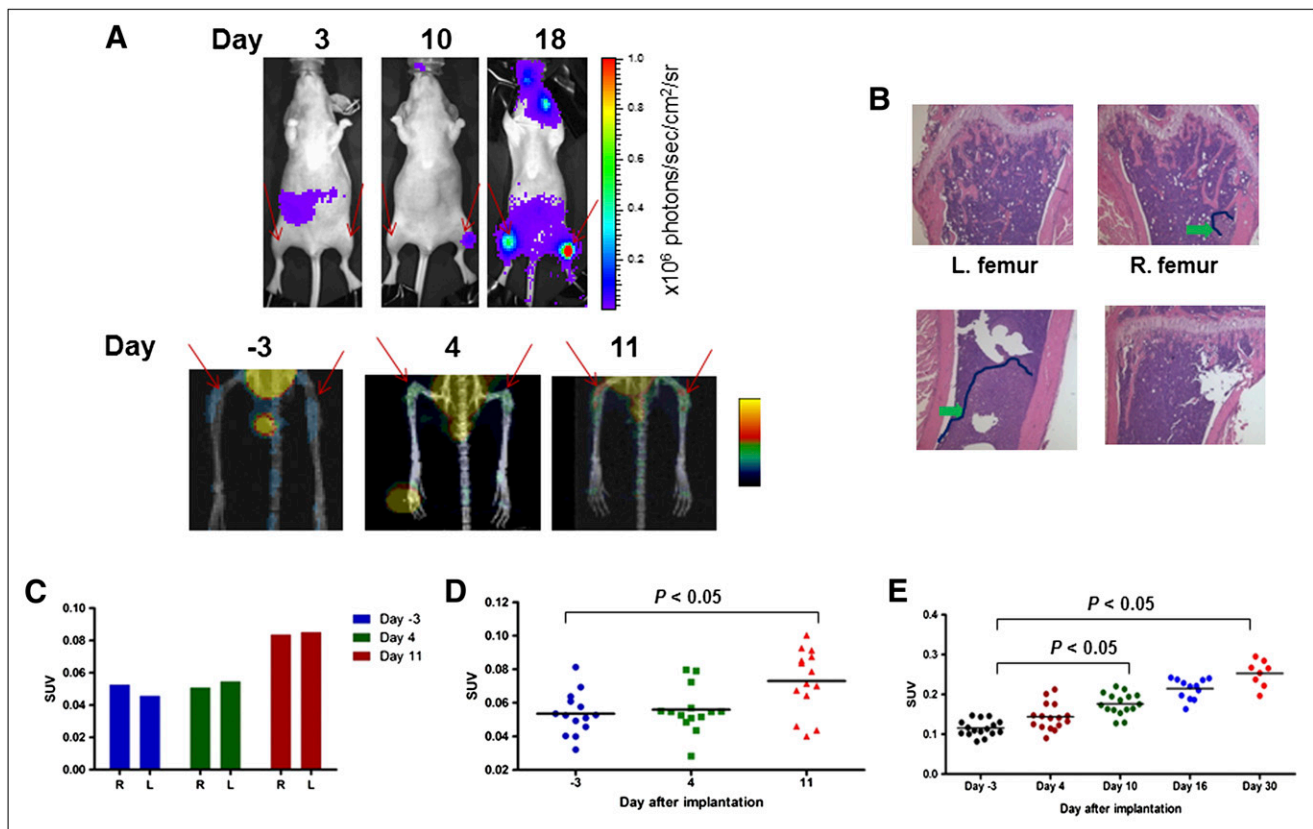 A
Day 3 10 18
1.0
0.8
0.6
0.4
0.2
x10⁶ photons/sec/cm²/sr
Day -3 4 11
B
L. femur R. femur
C
SUV
0.10
0.08
0.06
0.04
0.02
0.00
R L R L R L
Day -3
Day 4
Day 11
D
P < 0.05
SUV
0.12
0.10
0.08
0.06
0.04
0.02
-3 4 11
Day after implantation
E
P < 0.05
P < 0.05
SUV
0.4
0.3
0.2
0.1
0.0
Day -3 Day 4 Day 10 Day 16 Day 30
Day after implantation